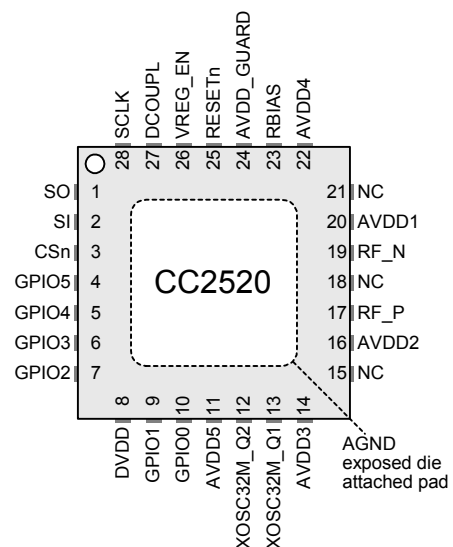 SCLK
DCOUPL
VREG_EN
RESETn
AVDD_GUARD
RBIAS
AVDD4
28
27
26
25
24
23
22
SO 1
SI 2
CSn 3
GPIO5 4
GPIO4 5
GPIO3 6
GPIO2 7
CC2520
21 NC
20 AVDD1
19 RF_N
18 NC
17 RF_P
16 AVDD2
15 NC
8
9
10
11
12
13
14
DVDD
GPIO1
GPIO0
AVDD5
XOSC32M_Q2
XOSC32M_Q1
AVDD3
AGND
exposed die
attached pad